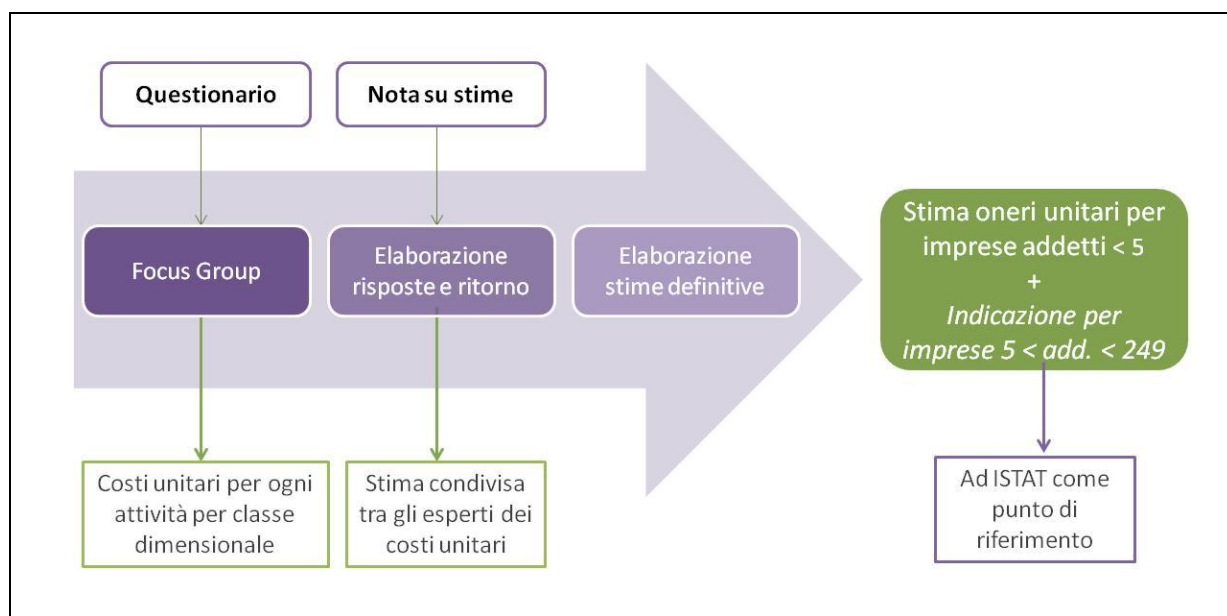 Questionario
Nota su stime
Focus Group
Elaborazione
risposte e ritorno
Elaborazione
stime definitive
Stima oneri unitari per
imprese addetti < 5
+
Indicazione per
imprese 5 < add. < 249
Costi unitari per ogni
attività per classe
dimensionale
Stima condivisa
tra gli esperti dei
costi unitari
Ad ISTAT come
punto di
riferimento